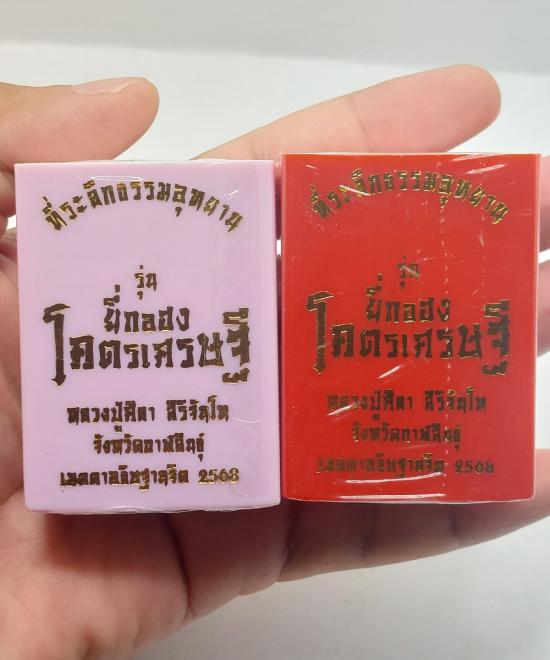 ที่ระลึกธรรมอุทยาน
รุ่น
ยี่กอฮง
โคตรเศรษฐี
หลวงปู่ศิลา สิริจันโท
จังหวัดกาฬสินธุ์
เมตตาอธิษฐานจิต 2568
ที่ระลึกธรรมอุทยาน
รุ่น
ยี่กอฮง
โคตรเศรษฐี
หลวงปู่ศิลา สิริจันโท
จังหวัดกาฬสินธุ์
เมตตาอธิษฐานจิต 2568